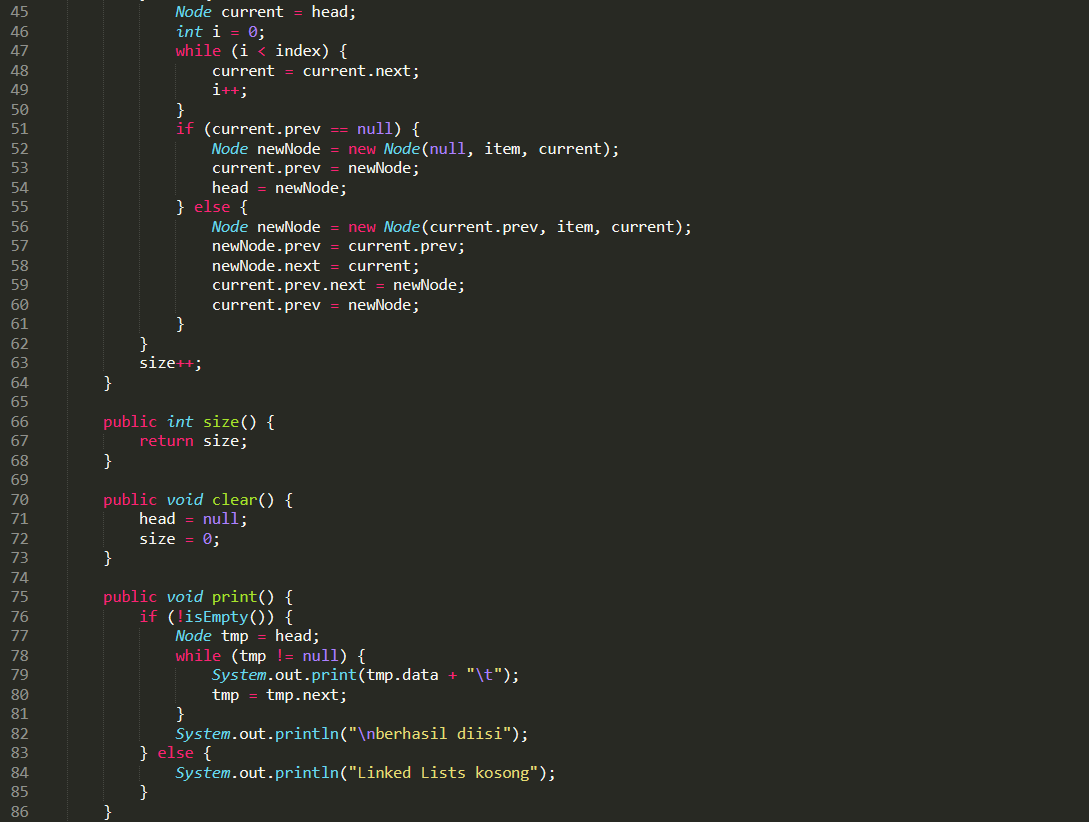 45 Node current = head;
46 int i = 0;
47 while (i < index) {
48 current = current.next;
49 i++;
50 }
51 if (current.prev == null) {
52 Node newNode = new Node(null, item, current);
53 current.prev = newNode;
54 head = newNode;
55 } else {
56 Node newNode = new Node(current.prev, item, current);
57 newNode.prev = current.prev;
58 newNode.next = current;
59 current.prev.next = newNode;
60 current.prev = newNode;
61 }
62 }
63 size++;
64 }
65
66 public int size() {
67 return size;
68 }
69
70 public void clear() {
71 head = null;
72 size = 0;
73 }
74
75 public void print() {
76 if (!isEmpty()) {
77 Node tmp = head;
78 while (tmp != null) {
79 System.out.print(tmp.data + "\t");
80 tmp = tmp.next;
81 }
82 System.out.println("\nberhasil diisi");
83 } else {
84 System.out.println("Linked Lists kosong");
85 }
86 }